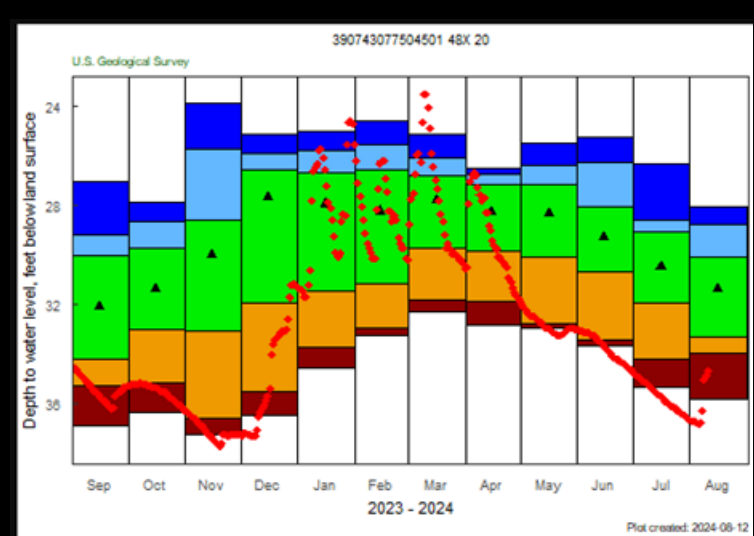 390743077504501 48X 20
U.S. Geological Survey
Depth to water level, feet below land surface
24
28
32
36
Sep Oct Nov Dec Jan Feb Mar Apr May Jun Jul Aug
2023 - 2024
Plot created: 2024-08-12